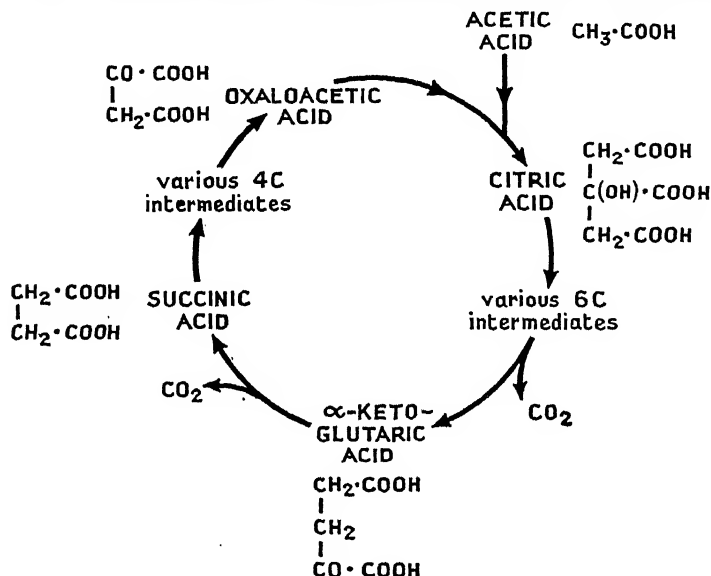 ACETIC
ACID
CH₃·COOH
CO·COOH
|
CH₂·COOH
OXALOACETIC
ACID
various 4C
intermediates
CITRIC
ACID
CH₂·COOH
|
C(OH)·COOH
|
CH₂·COOH
CH₂·COOH
|
CH₂·COOH
SUCCINIC
ACID
various 6C
intermediates
CO₂
CO₂
∝-KETO-
GLUTARIC
ACID
CH₂·COOH
|
CH₂
|
CO·COOH